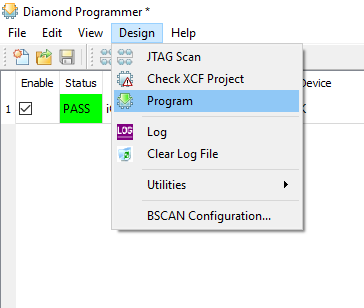 Diamond Programmer *
File Edit View Design Help
Enable Status Device
1 PASS
JTAG Scan
Check XCF Project
Program
LOG Log
Clear Log File
Utilities
BSCAN Configuration...